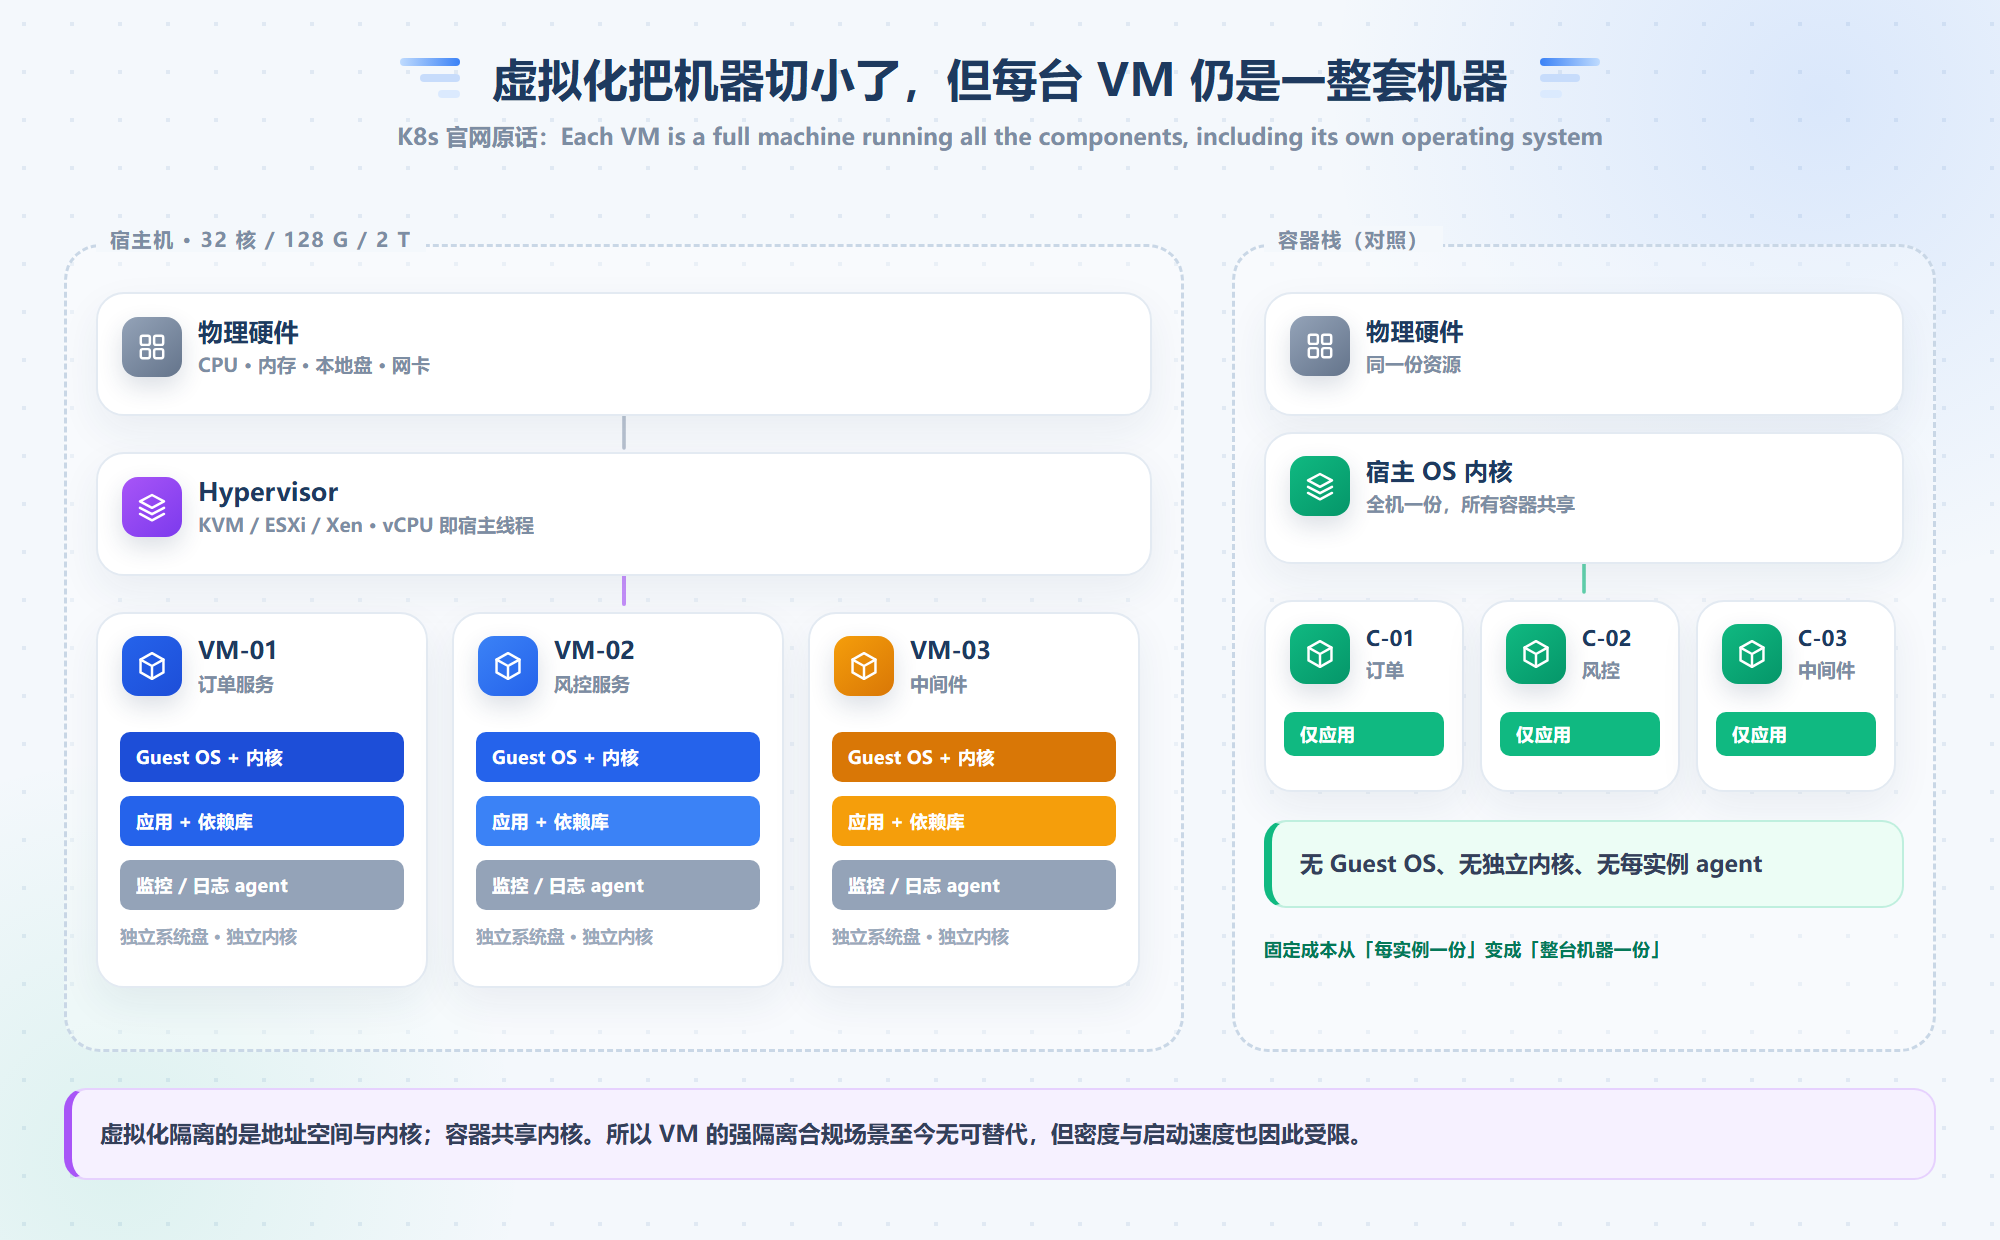 虚拟化把机器切小了，但每台 VM 仍是一整套机器
K8s 官网原话：Each VM is a full machine running all the components, including its own operating system
宿主机 • 32 核 / 128 G / 2 T
物理硬件
CPU • 内存 • 本地盘 • 网卡
Hypervisor
KVM / ESXi / Xen • vCPU 即宿主线程
VM-01
订单服务
Guest OS + 内核
应用 + 依赖库
监控 / 日志 agent
独立系统盘 • 独立内核
VM-02
风控服务
Guest OS + 内核
应用 + 依赖库
监控 / 日志 agent
独立系统盘 • 独立内核
VM-03
中间件
Guest OS + 内核
应用 + 依赖库
监控 / 日志 agent
独立系统盘 • 独立内核
容器栈（对照）
物理硬件
同一份资源
宿主 OS 内核
全机一份，所有容器共享
C-01
订单
仅应用
C-02
风控
仅应用
C-03
中间件
仅应用
无 Guest OS、无独立内核、无每实例 agent
固定成本从「每实例一份」变成「整台机器一份」
虚拟化隔离的是地址空间与内核；容器共享内核。所以 VM 的强隔离合规场景至今无可替代，但密度与启动速度也因此受限。